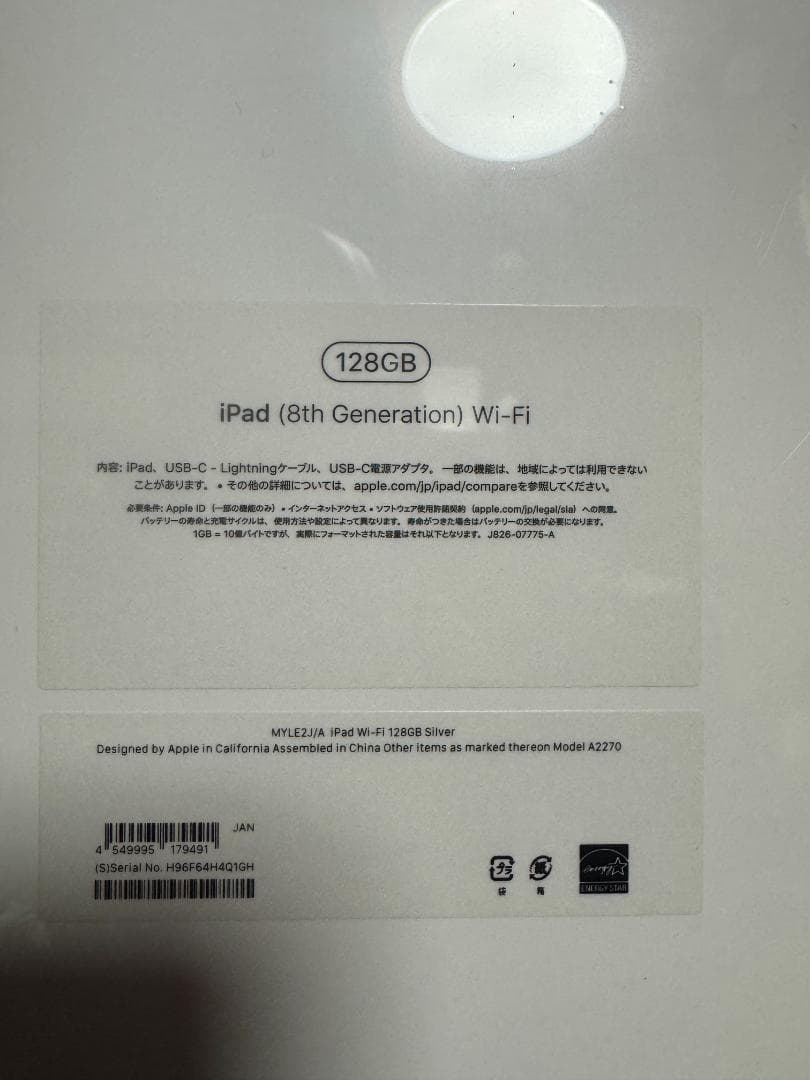 128GB
iPad (8th Generation) Wi-Fi
内容: iPad、USB-C - Lightningケーブル、USB-C電源アダプタ。一部の機能は、地域によっては利用できない
ことがあります。• その他の詳細については、apple.com/jp/ipad/compareを参照してください。
必要条件: Apple ID（一部の機能のみ）• インターネットアクセス • ソフトウェア使用許諾契約（apple.com/jp/legal/sla）への同意。
バッテリーの寿命と充電サイクルは、使用方法や設定によって異なります。寿命がつきた場合はバッテリーの交換が必要になります。
1GB = 10億バイトですが、実際にフォーマットされた容量はそれ以下となります。J826-07775-A
MYLE2J/A iPad Wi-Fi 128GB Silver
Designed by Apple in California Assembled in China Other items as marked thereon Model A2270
JAN
4 549995 179491
(S)Serial No. H96F64H4Q1GH
プラ
袋
紙
箱
energy
ENERGY STAR